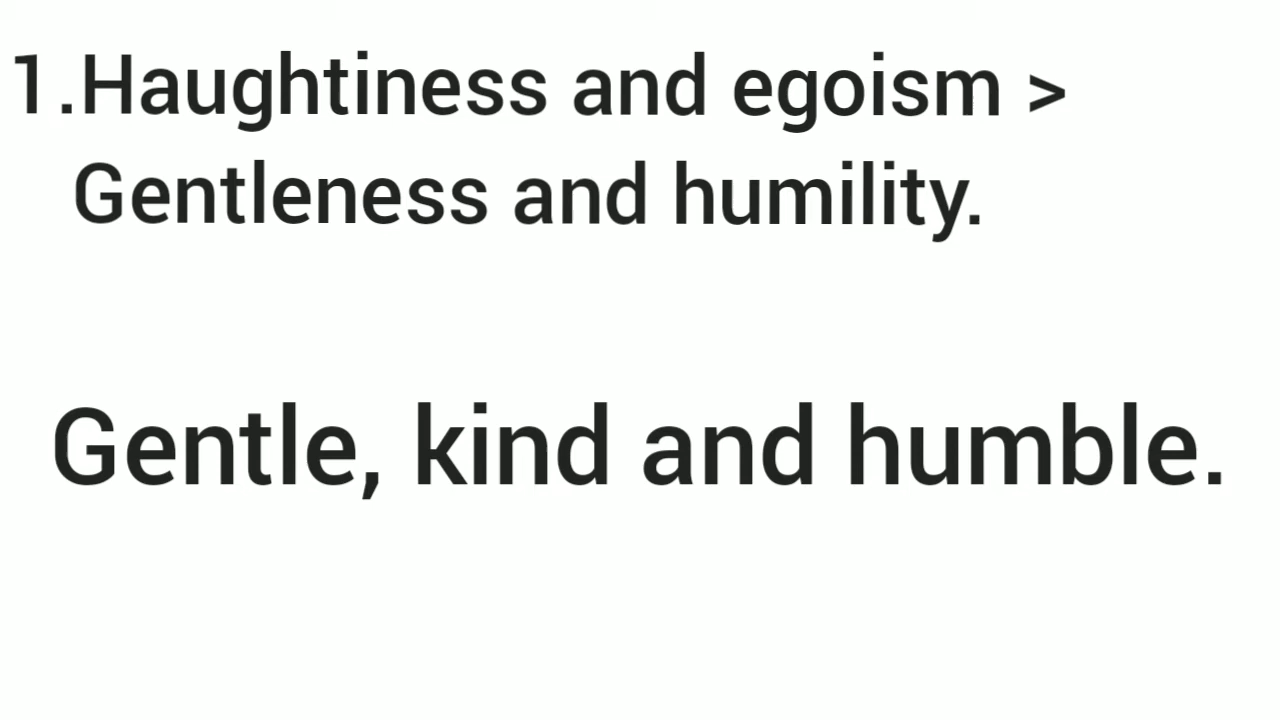 1.Haughtiness and egoism >
Gentleness and humility.
Gentle, kind and humble.